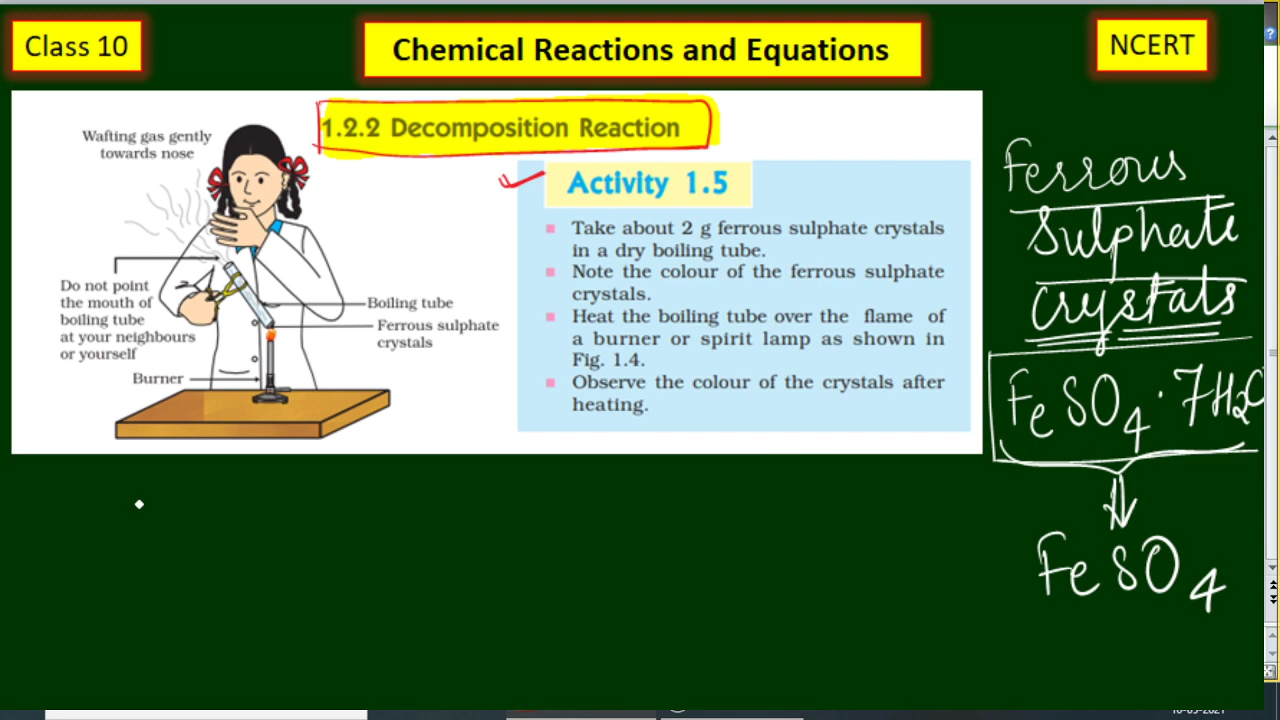 Class 10
Chemical Reactions and Equations
NCERT
1.2.2 Decomposition Reaction
Wafting gas gently
towards nose
Do not point
the mouth of
boiling tube
at your neighbours
or yourself
Burner
Boiling tube
Ferrous sulphate
crystals
Activity 1.5
Take about 2 g ferrous sulphate crystals
in a dry boiling tube.
Note the colour of the ferrous sulphate
crystals.
Heat the boiling tube over the flame of
a burner or spirit lamp as shown in
Fig. 1.4.
Observe the colour of the crystals after
heating.
Ferrous
Sulphate
Crystals
FeSO4·7H2O
FeSO4